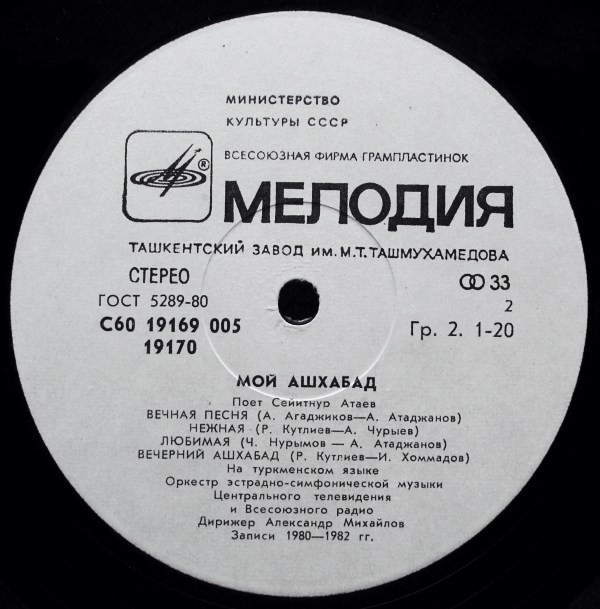 МИНИСТЕРСТВО
КУЛЬТУРЫ СССР
ВСЕСОЮЗНАЯ ФИРМА ГРАМПЛАСТИНОК
®
МЕЛОДИЯ
ТАШКЕНТСКИЙ ЗАВОД ИМ. М.Т. ТАШМУХАМЕДОВА
СТЕРЕО
33
ГОСТ 5289-80
2
С60 19169 005
Гр. 2. 1-20
19170
МОЙ АШХАБАД
Поет Сейитнур Атаев
ВЕЧНАЯ ПЕСНЯ (А. Агаджиков—А. Атаджанов)
НЕЖНАЯ (Р. Кутлиев—А. Чурыев)
ЛЮБИМАЯ (Ч. Нурымов — А. Атаджанов)
ВЕЧЕРНИЙ АШХАБАД (Р. Кутлиев—И. Хоммадов)
На туркменском языке
Оркестр эстрадно-симфонической музыки
Центрального телевидения
и Всесоюзного радио
Дирижер Александр Михайлов
Записи 1980—1982 гг.